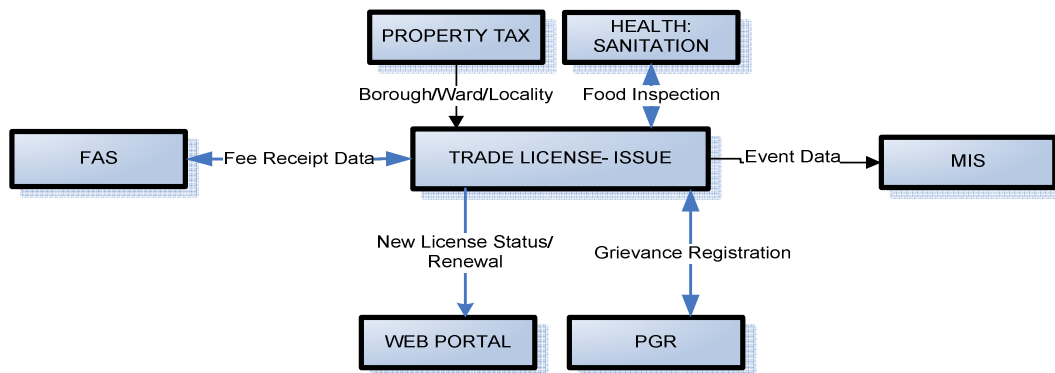 PROPERTY TAX
HEALTH:
SANITATION
Borough/Ward/Locality
Food Inspection
FAS
Fee Receipt Data
TRADE LICENSE- ISSUE
Event Data
MIS
New License Status/
Renewal
Grievance Registration
WEB PORTAL
PGR